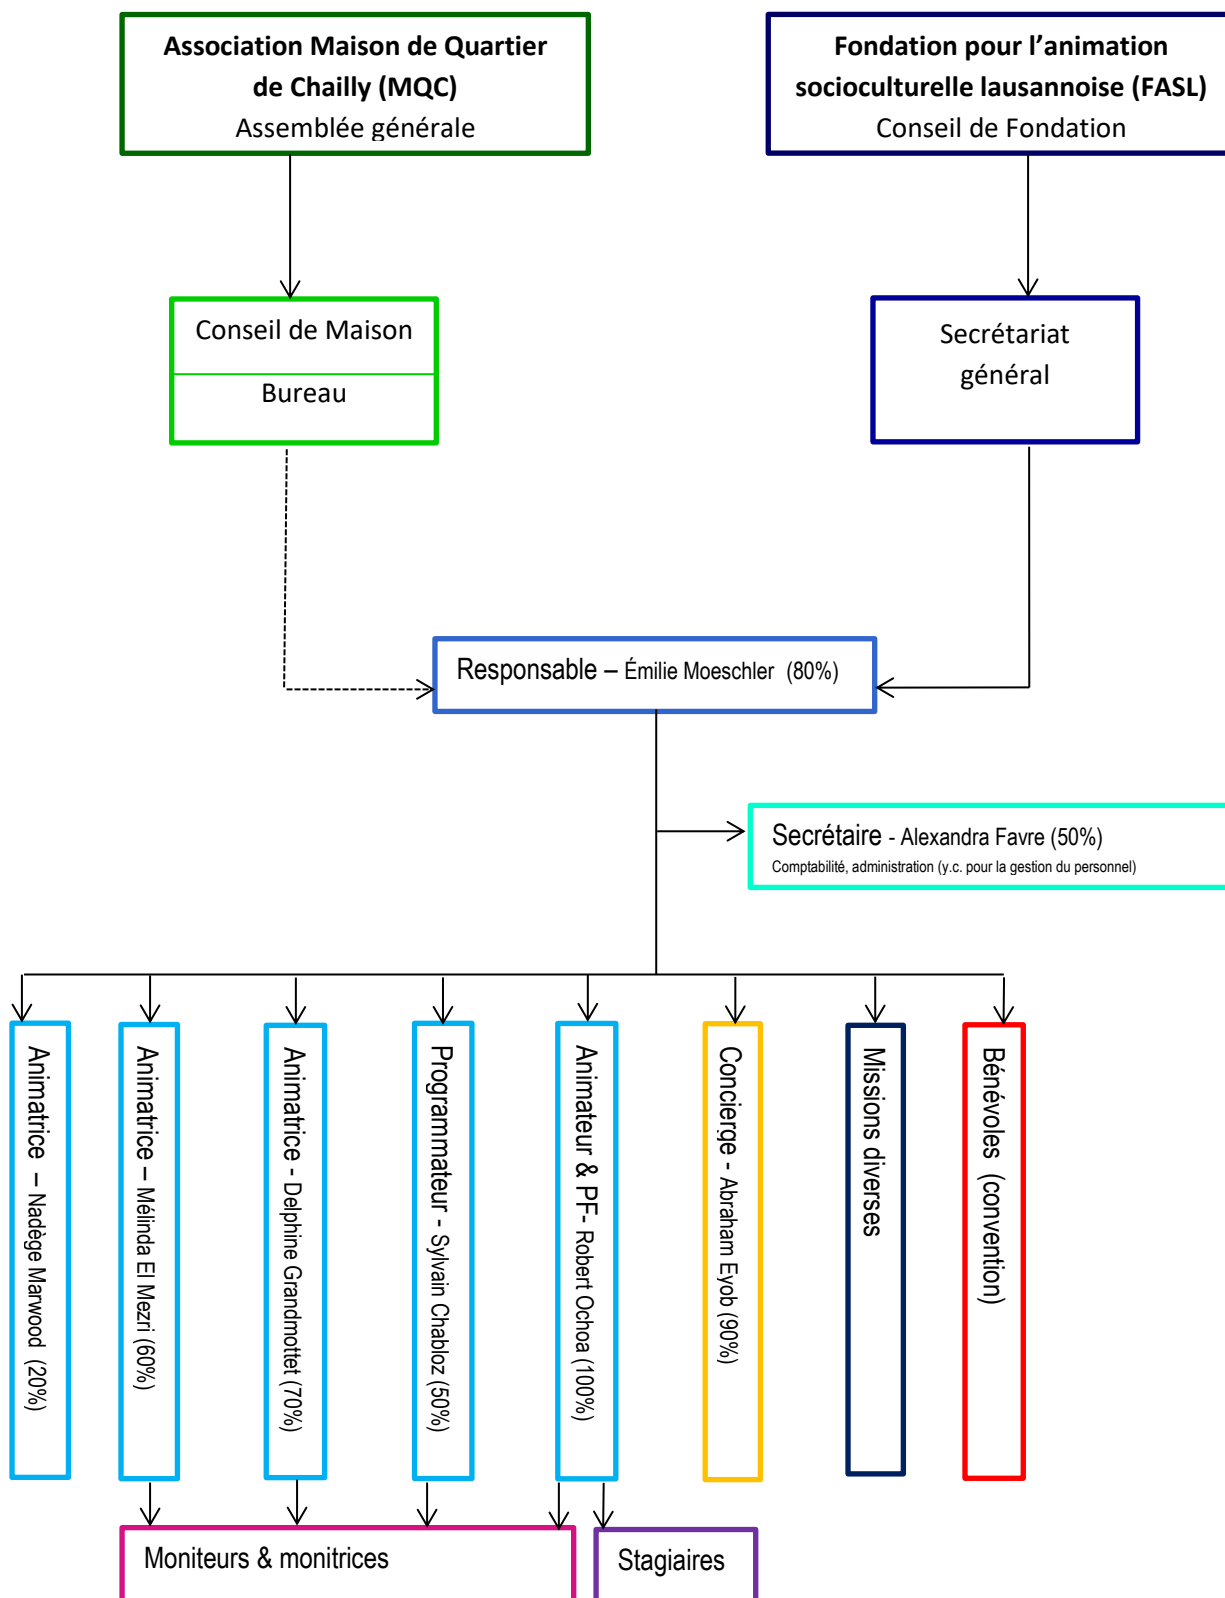 Association Maison de Quartier
de Chailly (MQC)
Assemblée générale
Fondation pour l'animation
socioculturelle lausannoise (FASL)
Conseil de Fondation
Conseil de Maison
Bureau
Secrétariat
général
Responsable – Émilie Moeschler (80%)
Secrétaire - Alexandra Favre (50%)
Comptabilité, administration (y.c. pour la gestion du personnel)
Animatrice – Nadège Marwood (20%)
Animatrice – Mélinda El Mezri (60%)
Animatrice - Delphine Grandmottet (70%)
Programmateur - Sylvain Chabloz (50%)
Animateur & PF- Robert Ochoa (100%)
Concierge - Abraham Eyob (90%)
Missions diverses
Bénévoles (convention)
Moniteurs & monitrices
Stagiaires